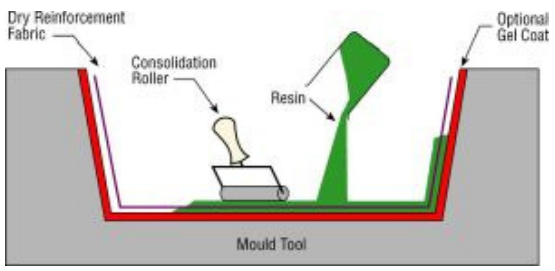 Dry Reinforcement
Fabric
Optional
Gel Coat
Consolidation
Roller
Resin
Mould Tool